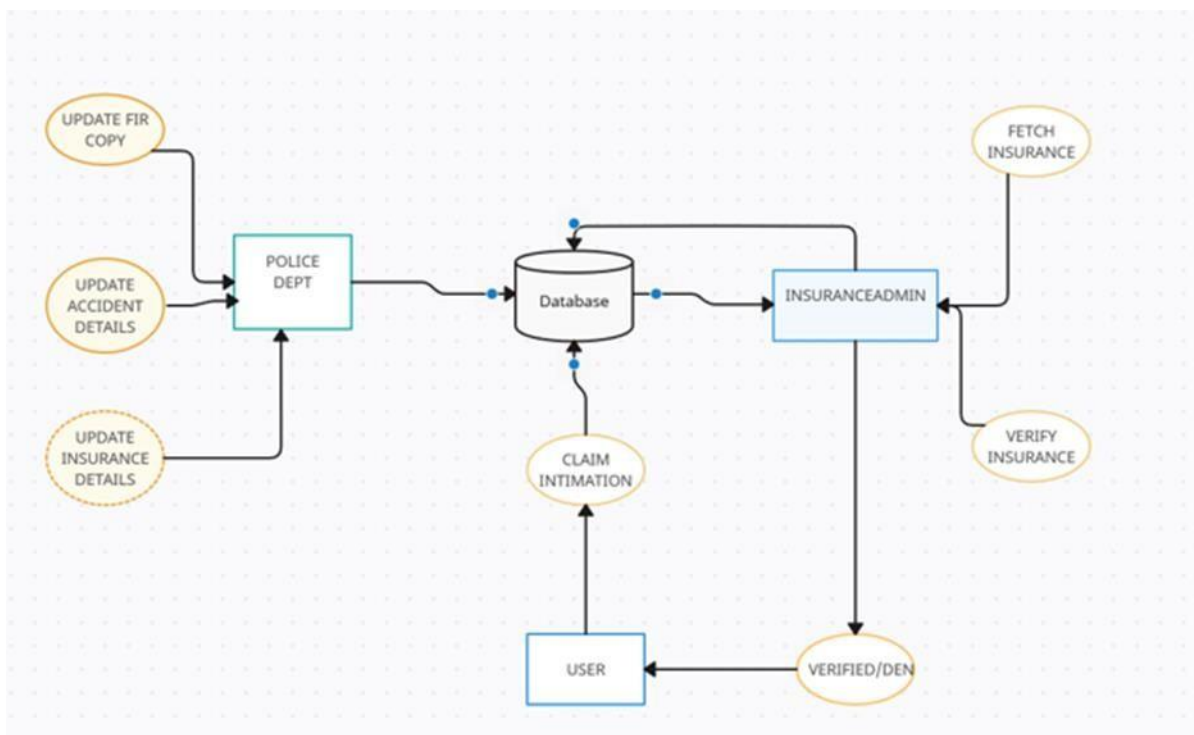 UPDATE FIR
COPY
FETCH
INSURANCE
POLICE
DEPT
UPDATE
ACCIDENT
DETAILS
Database
INSURANCEADMIN
UPDATE
INSURANCE
DETAILS
CLAIM
INTIMATION
VERIFY
INSURANCE
USER
VERIFIED/DEN